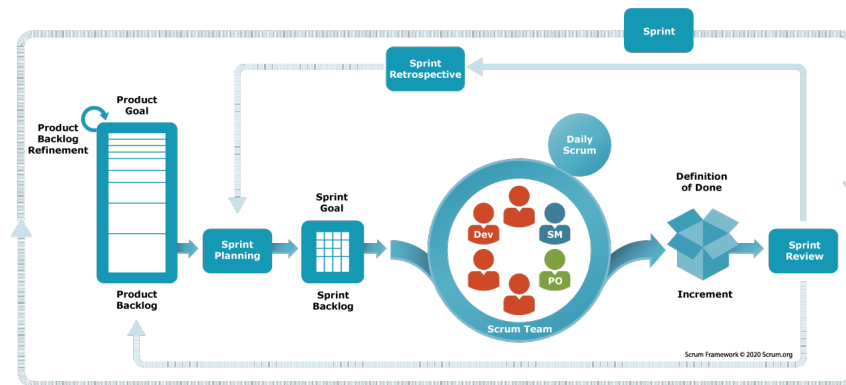 Sprint
Sprint
Retrospective
Product
Goal
Product
Backlog
Refinement
Daily
Scrum
Definition
of Done
Sprint
Goal
Dev
SM
Sprint
Planning
Sprint
Review
PO
Product
Backlog
Sprint
Backlog
Increment
Scrum Team
Scrum Framework © 2020 Scrum.org